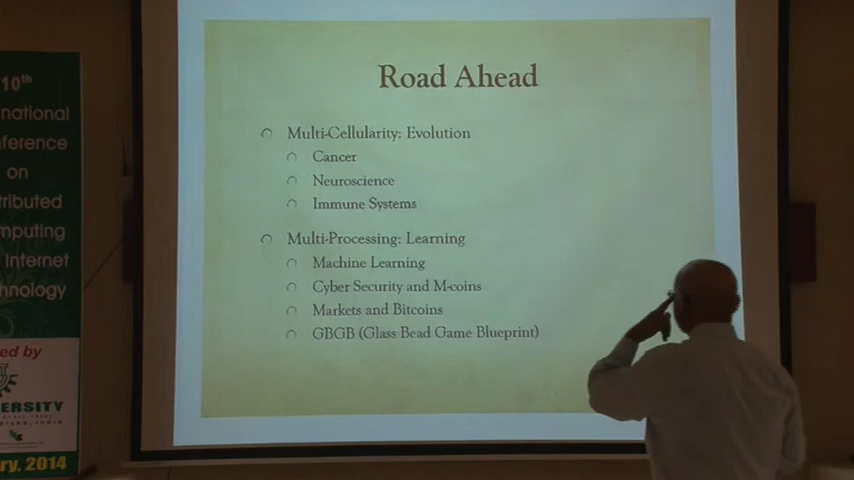 10th
national
nference
on
tributed
mputing
Internet
hnology
ed by
ERSITY
ry, 2014
Road Ahead
Multi-Cellularity: Evolution
Cancer
Neuroscience
Immune Systems
Multi-Processing: Learning
Machine Learning
Cyber Security and M-coins
Markets and Bitcoins
GBGB (Glass Bead Game Blueprint)